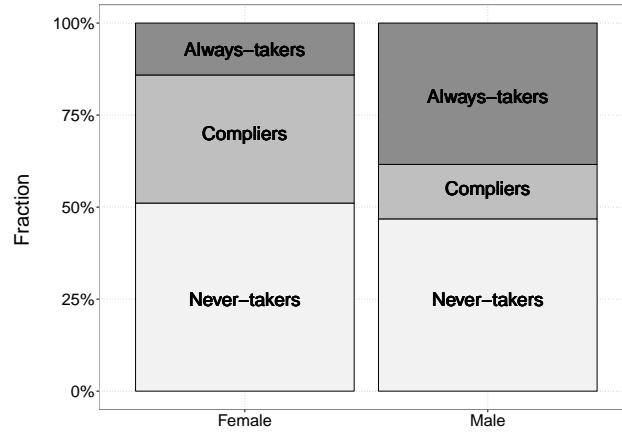 100%
Always−takers
Always−takers
75%
Compliers
Compliers
Fraction
50%
Never−takers
Never−takers
25%
0%
Female
Male